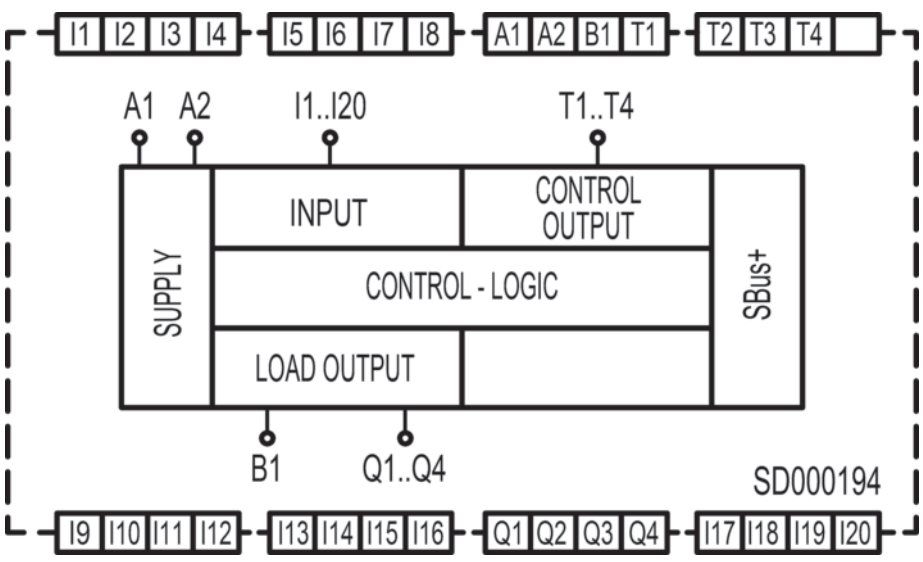 I1 I2 I3 I4 I5 I6 I7 I8 A1 A2 B1 T1 T2 T3 T4
A1 A2 I1..I20 T1..T4
INPUT
CONTROL
OUTPUT
SUPPLY
CONTROL - LOGIC
SBus+
LOAD OUTPUT
B1 Q1..Q4
SD000194
I9 I10 I11 I12 I13 I14 I15 I16 Q1 Q2 Q3 Q4 I17 I18 I19 I20